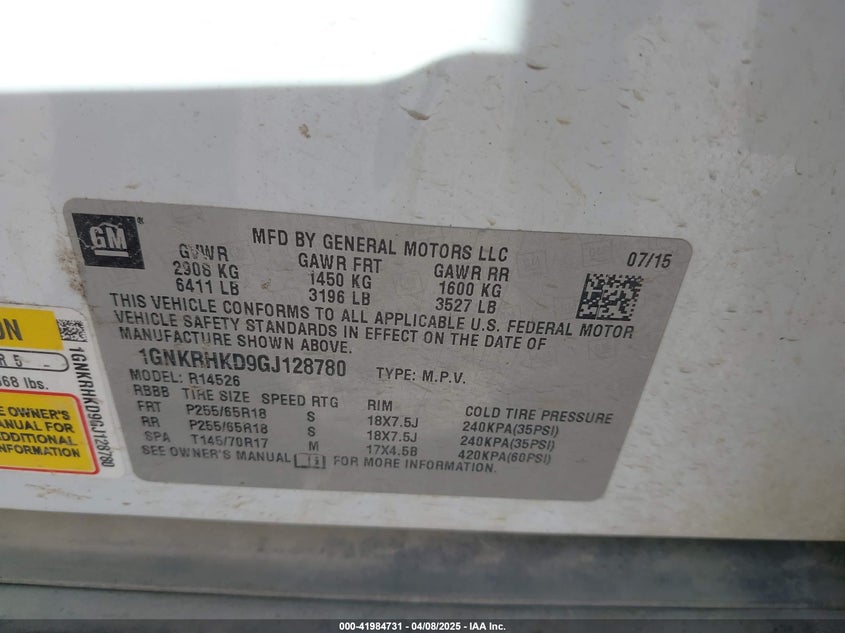 GM
MFD BY GENERAL MOTORS LLC 07/15
GVWR GAWR FRT GAWR RR
2908 KG 1450 KG 1600 KG
6411 LB 3196 LB 3527 LB
THIS VEHICLE CONFORMS TO ALL APPLICABLE U.S. FEDERAL MOTOR
VEHICLE SAFETY STANDARDS IN EFFECT ON THE DATE OF
MANUFACTURE SHOWN ABOVE.
1GNKRHKD9GJ128780 TYPE: M.P.V.
MODEL: R14526
RBBB TIRE SIZE SPEED RTG RIM COLD TIRE PRESSURE
FRT P255/65R18 S 18X7.5J 240KPA(35PSI)
RR P255/65R18 S 18X7.5J 240KPA(35PSI)
SPA T145/70R17 M 17X4.5B 420KPA(60PSI)
SEE OWNER'S MANUAL FOR MORE INFORMATION.
R 5
lbs.
OWNER'S
MANUAL FOR
ADDITIONAL
INFORMATION
1GNKRHKD9GJ128780
000-41984731 - 04/08/2025 - IAA Inc.